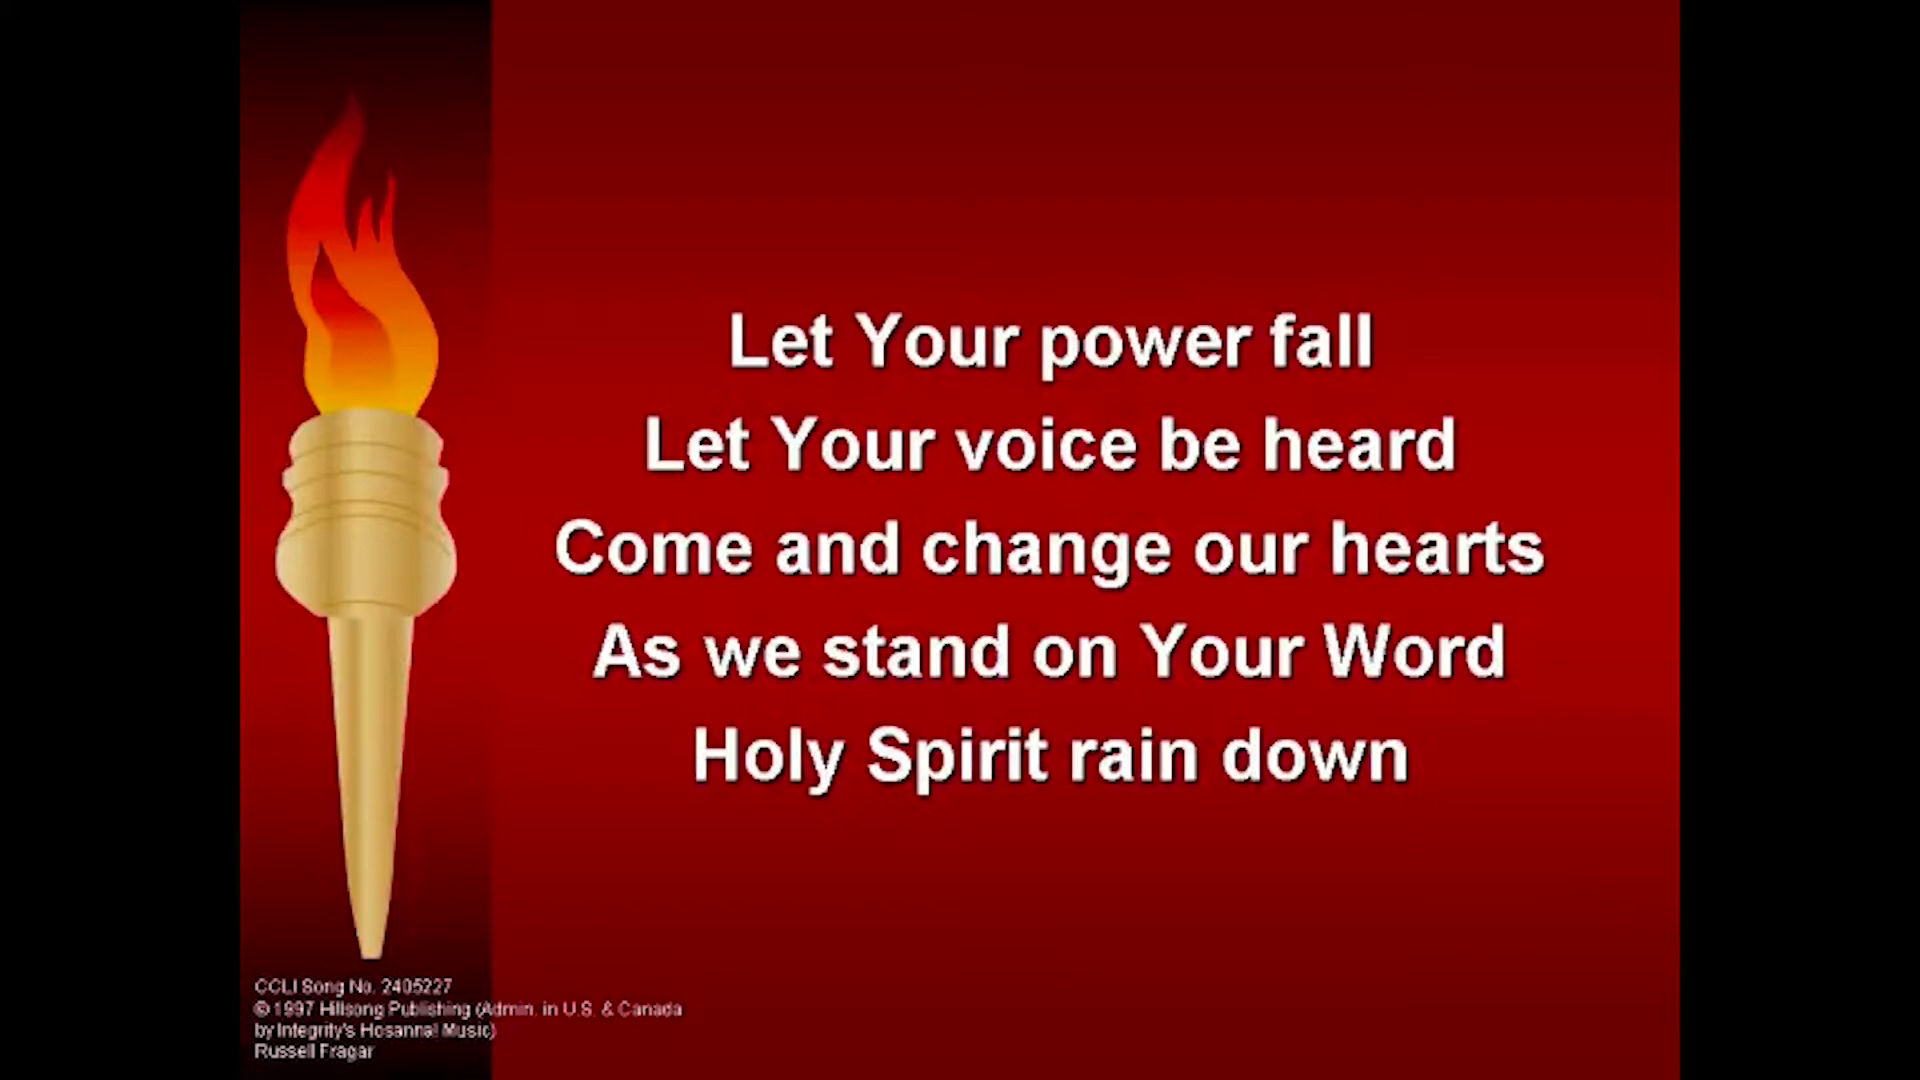 Let Your power fall
Let Your voice be heard
Come and change our hearts
As we stand on Your Word
Holy Spirit rain down
CCLI Song No. 2405227
© 1997 Hillsong Publishing (Admin. in U.S. & Canada
by Integrity's Hosanna! Music)
Russell Fragar